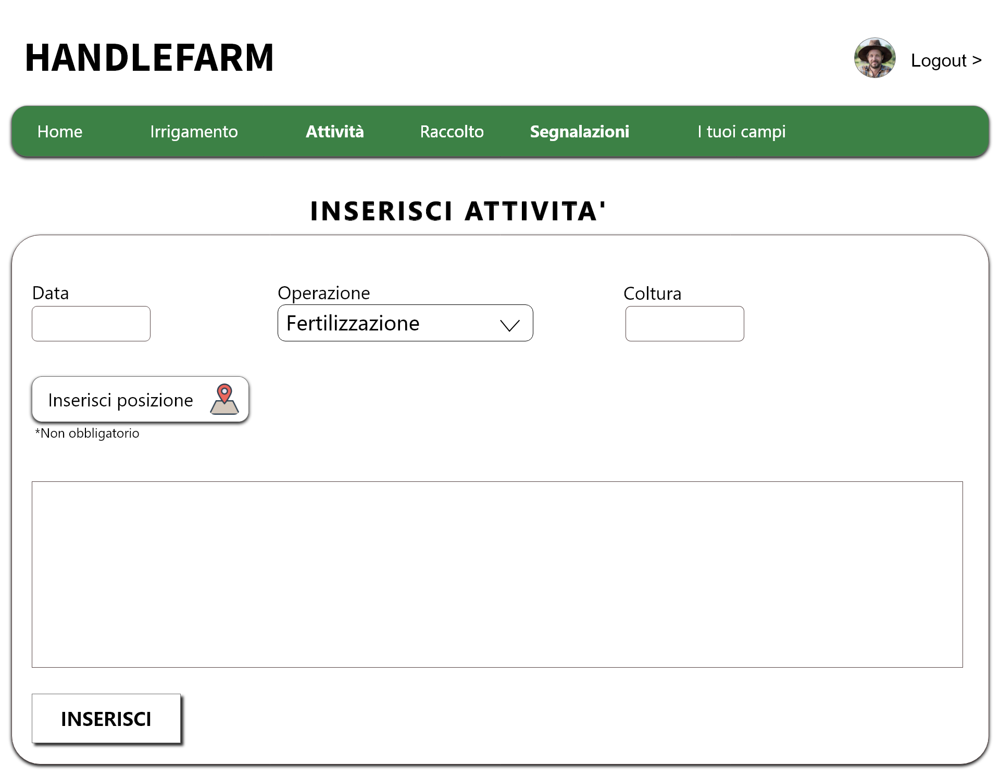 HANDLEFARM
Logout >
Home Irrigamento Attività Raccolto Segnalazioni I tuoi campi
INSERISCI ATTIVITA'
Data Operazione Coltura
Fertilizzazione
Inserisci posizione
*Non obbligatorio
INSERISCI